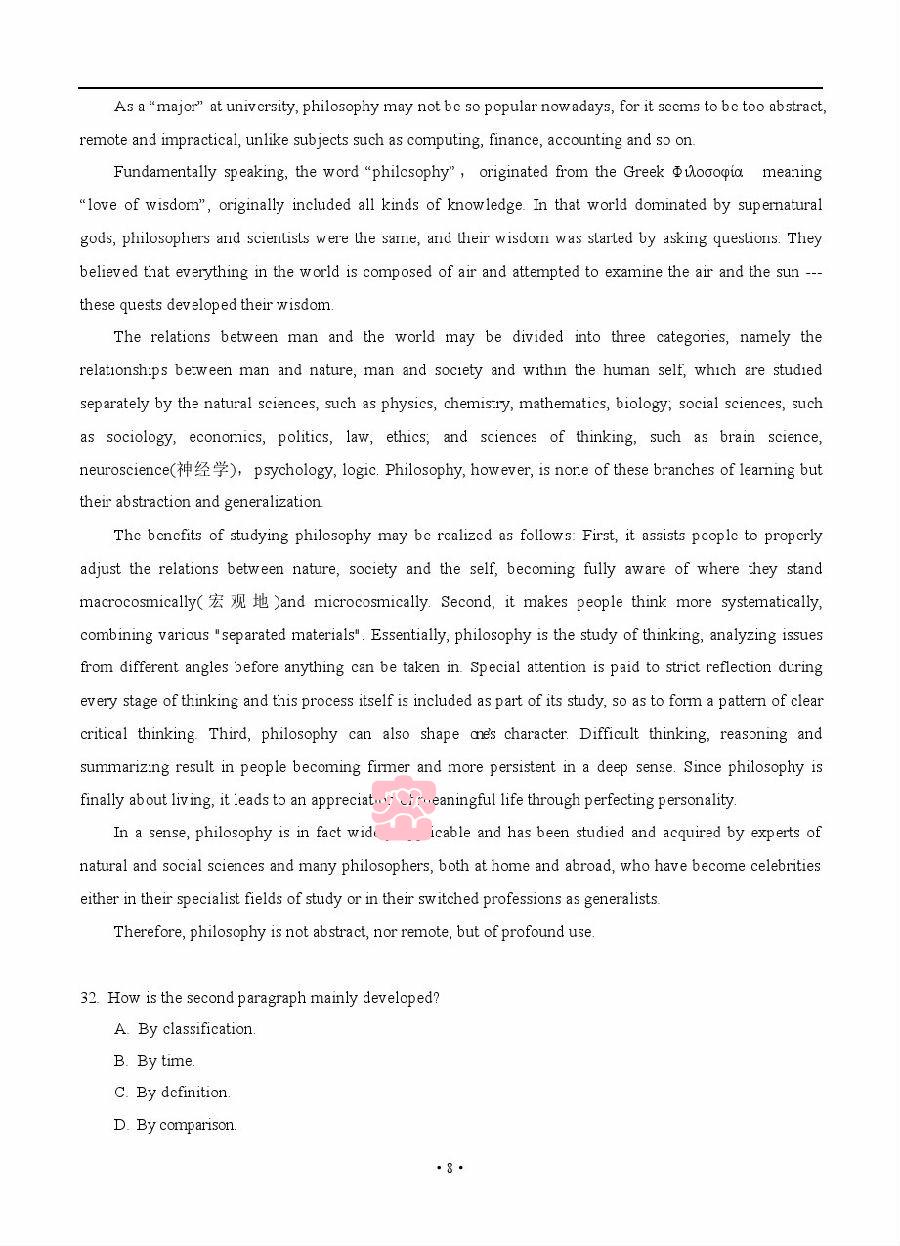 As a “major” at university, philosophy may not be so popular nowadays, for it seems to be too abstract,
remote and impractical, unlike subjects such as computing, finance, accounting and so on.
Fundamentally speaking, the word “philosophy”， originated from the Greek Φιλοσοφία meaning
“love of wisdom”, originally included all kinds of knowledge. In that world dominated by supernatural
gods, philosophers and scientists were the same, and their wisdom was started by asking questions. They
believed that everything in the world is composed of air and attempted to examine the air and the sun ---
these quests developed their wisdom.
The relations between man and the world may be divided into three categories, namely the
relationships between man and nature, man and society and within the human self, which are studied
separately by the natural sciences, such as physics, chemistry, mathematics, biology; social sciences, such
as sociology, economics, politics, law, ethics; and sciences of thinking, such as brain science,
neuroscience(神经学)， psychology, logic. Philosophy, however, is none of these branches of learning but
their abstraction and generalization.
The benefits of studying philosophy may be realized as follows: First, it assists people to properly
adjust the relations between nature, society and the self, becoming fully aware of where they stand
macrocosmically( 宏 观 地 )and microcosmically. Second, it makes people think more systematically,
combining various "separated materials". Essentially, philosophy is the study of thinking, analyzing issues
from different angles before anything can be taken in. Special attention is paid to strict reflection during
every stage of thinking and this process itself is included as part of its study, so as to form a pattern of clear
critical thinking. Third, philosophy can also shape one's character. Difficult thinking, reasoning and
summarizing result in people becoming firmer and more persistent in a deep sense. Since philosophy is
finally about living, it leads to an appreciation of meaningful life through perfecting personality.
In a sense, philosophy is in fact widely applicable and has been studied and acquired by experts of
natural and social sciences and many philosophers, both at home and abroad, who have become celebrities
either in their specialist fields of study or in their switched professions as generalists.
Therefore, philosophy is not abstract, nor remote, but of profound use.
32. How is the second paragraph mainly developed?
A. By classification.
B. By time.
C. By definition.
D. By comparison.
• 8 •